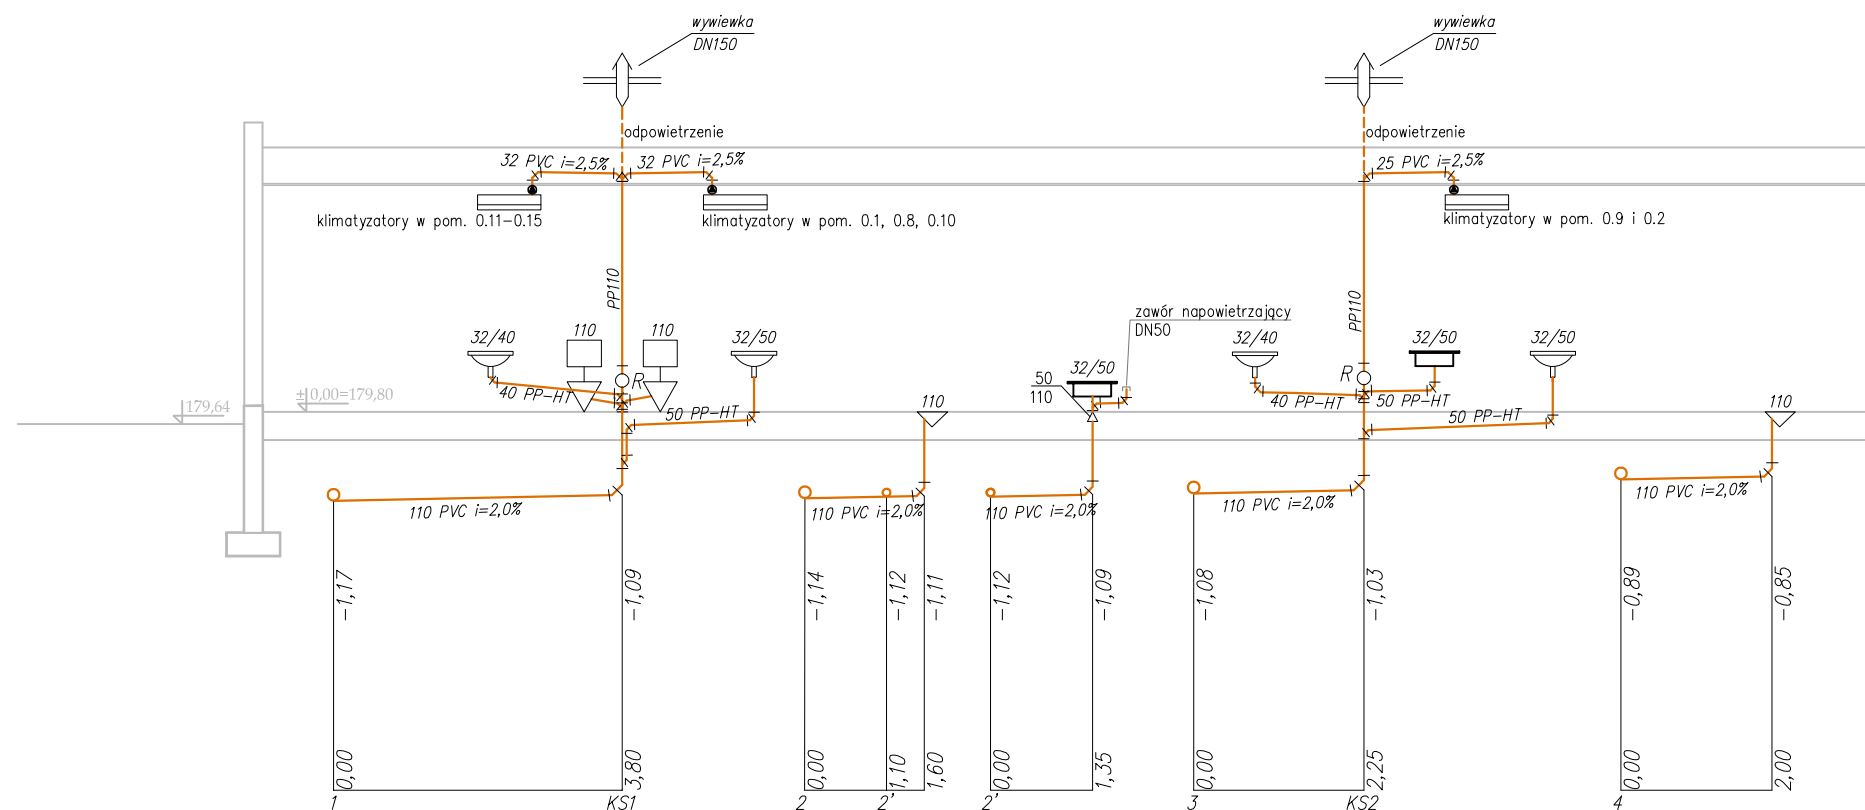 wywiewka
DN150
wywiewka
DN150
odpowietrzenie
odpowietrzenie
32 PVC i=2,5%
32 PVC i=2,5%
25 PVC i=2,5%
klimatyzatory w pom. 0.11-0.15
klimatyzatory w pom. 0.1, 0.8, 0.10
klimatyzatory w pom. 0.9 i 0.2
PP110
PP110
zawór napowietrzający
DN50
32/40
110
110
32/50
32/50
32/40
32/50
32/50
R
R
50
110
40 PP-HT
50 PP-HT
40 PP-HT
50 PP-HT
50 PP-HT
179,64
±0,00=179,80
110
110
110 PVC i=2,0%
110 PVC i=2,0%
110 PVC i=2,0%
110 PVC i=2,0%
110 PVC i=2,0%
-1,17
-1,09
-1,14
-1,12
-1,11
-1,12
-1,09
-1,08
-1,03
-0,89
-0,85
0,00
3,80
0,00
1,10
1,60
0,00
1,35
0,00
2,25
0,00
2,00
1
KS1
2
2'
2'
3
KS2
4